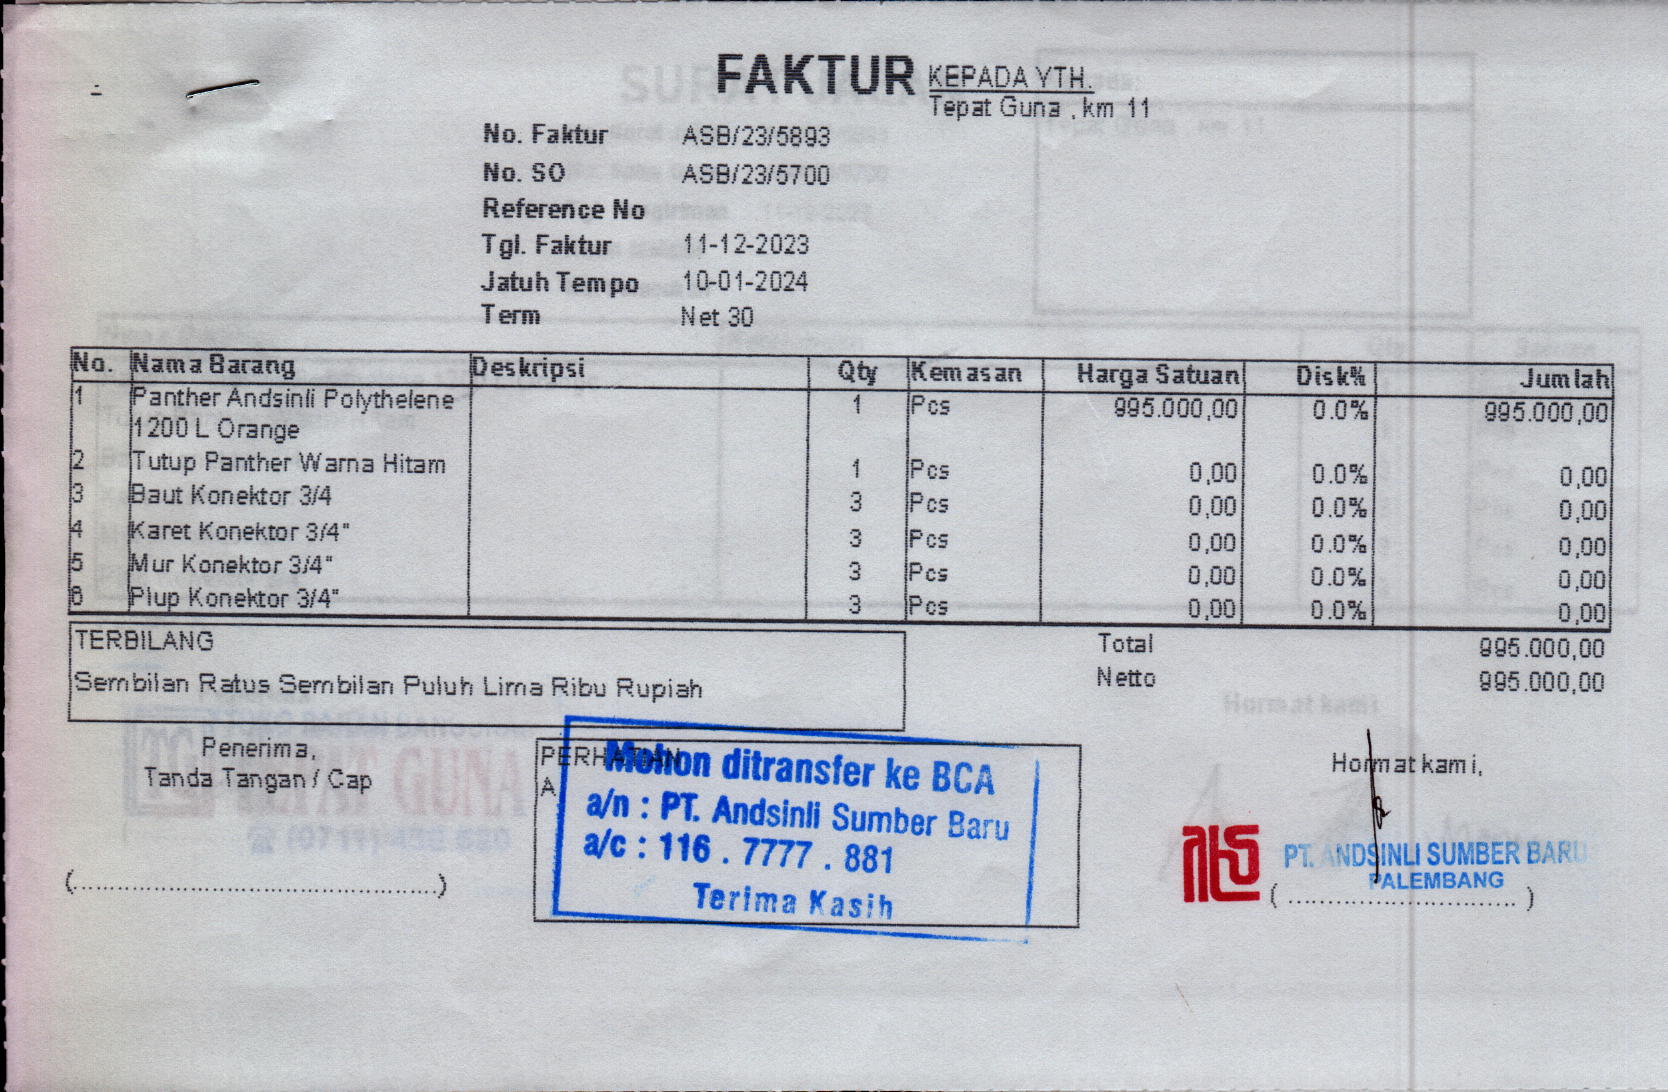 FAKTUR
KEPADA YTH.
Tepat Guna , km 11
No. Faktur ASB/23/5893
No. SO ASB/23/5700
Reference No
Tgl. Faktur 11-12-2023
Jatuh Tempo 10-01-2024
Term Net 30
No. Nama Barang Deskripsi Qty Kemasan Harga Satuan Disk% Jumlah
1 Panther Andsinli Polythelene 1 Pcs 995.000,00 0.0% 995.000,00
1200 L Orange
2 Tutup Panther Warna Hitam 1 Pcs 0,00 0.0% 0,00
3 Baut Konektor 3/4 3 Pcs 0,00 0.0% 0,00
4 Karet Konektor 3/4" 3 Pcs 0,00 0.0% 0,00
5 Mur Konektor 3/4" 3 Pcs 0,00 0.0% 0,00
6 Plup Konektor 3/4" 3 Pcs 0,00 0.0% 0,00
TERBILANG
Sembilan Ratus Sembilan Puluh Lima Ribu Rupiah
Total 995.000,00
Netto 995.000,00
Penerima,
Tanda Tangan / Cap
(..............................................)
PERHATIAN
A
Mohon ditransfer ke BCA
a/n : PT. Andsinli Sumber Baru
a/c : 116 . 7777 . 881
Terima Kasih
Hormat kami,
PT. ANDSINLI SUMBER BARU
PALEMBANG
( ............................. )